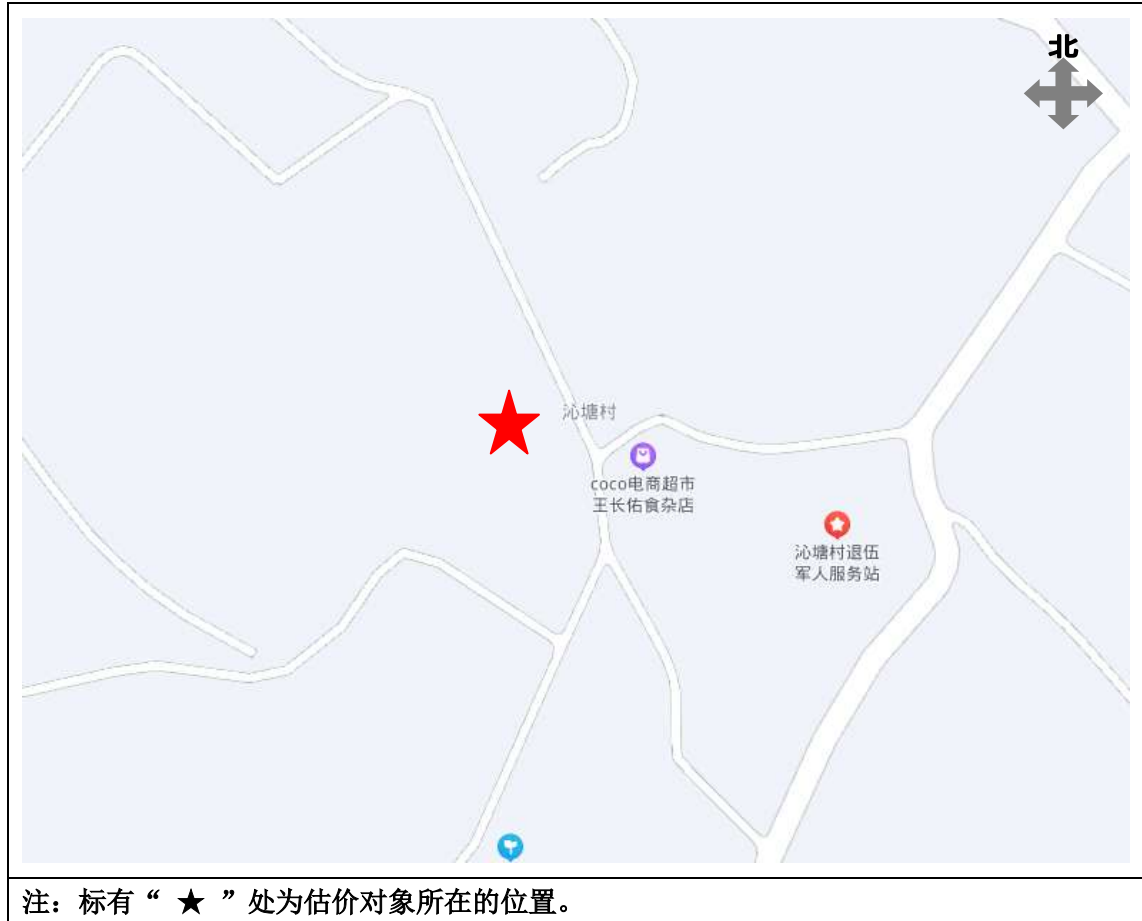 北
沁塘村
coco电商超市
王长佑食杂店
沁塘村退伍
军人服务站
注：标有“ ★ ”处为估价对象所在的位置。